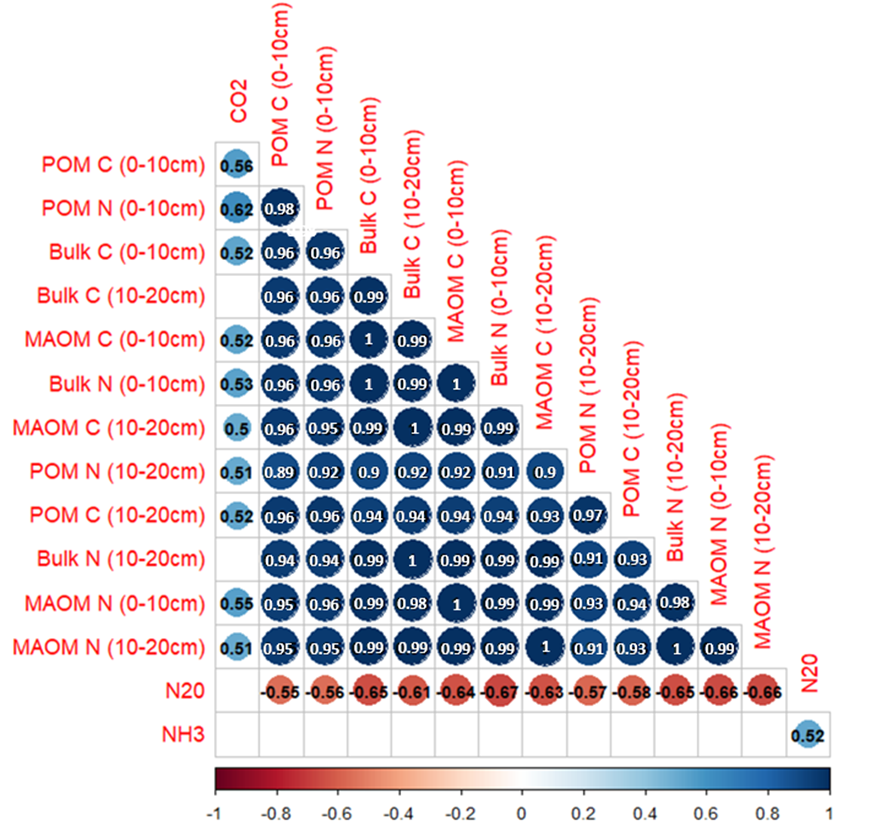 CO2
POM C (0-10cm)
POM N (0-10cm)
Bulk C (0-10cm)
Bulk C (10-20cm)
MAOM C (0-10cm)
Bulk N (0-10cm)
MAOM C (10-20cm)
POM N (10-20cm)
POM C (10-20cm)
Bulk N (10-20cm)
MAOM N (0-10cm)
MAOM N (10-20cm)
N20
POM C (0-10cm) 0.56
POM N (0-10cm) 0.62 0.98
Bulk C (0-10cm) 0.52 0.96 0.96
Bulk C (10-20cm) 0.96 0.96 0.99
MAOM C (0-10cm) 0.52 0.96 0.96 1 0.99
Bulk N (0-10cm) 0.53 0.96 0.96 1 0.99 1
MAOM C (10-20cm) 0.5 0.96 0.95 0.99 1 0.99 0.99
POM N (10-20cm) 0.51 0.89 0.92 0.9 0.92 0.92 0.91 0.9
POM C (10-20cm) 0.52 0.96 0.96 0.94 0.94 0.94 0.94 0.93 0.97
Bulk N (10-20cm) 0.94 0.94 0.99 1 0.99 0.99 0.99 0.91 0.93
MAOM N (0-10cm) 0.55 0.95 0.96 0.99 0.98 1 0.99 0.99 0.93 0.94 0.98
MAOM N (10-20cm) 0.51 0.95 0.95 0.99 0.99 0.99 0.99 1 0.91 0.93 1 0.99
N20 -0.55 -0.56 -0.65 -0.61 -0.64 -0.67 -0.63 -0.57 -0.58 -0.65 -0.66 -0.66
NH3 0.52
-1 -0.8 -0.6 -0.4 -0.2 0 0.2 0.4 0.6 0.8 1